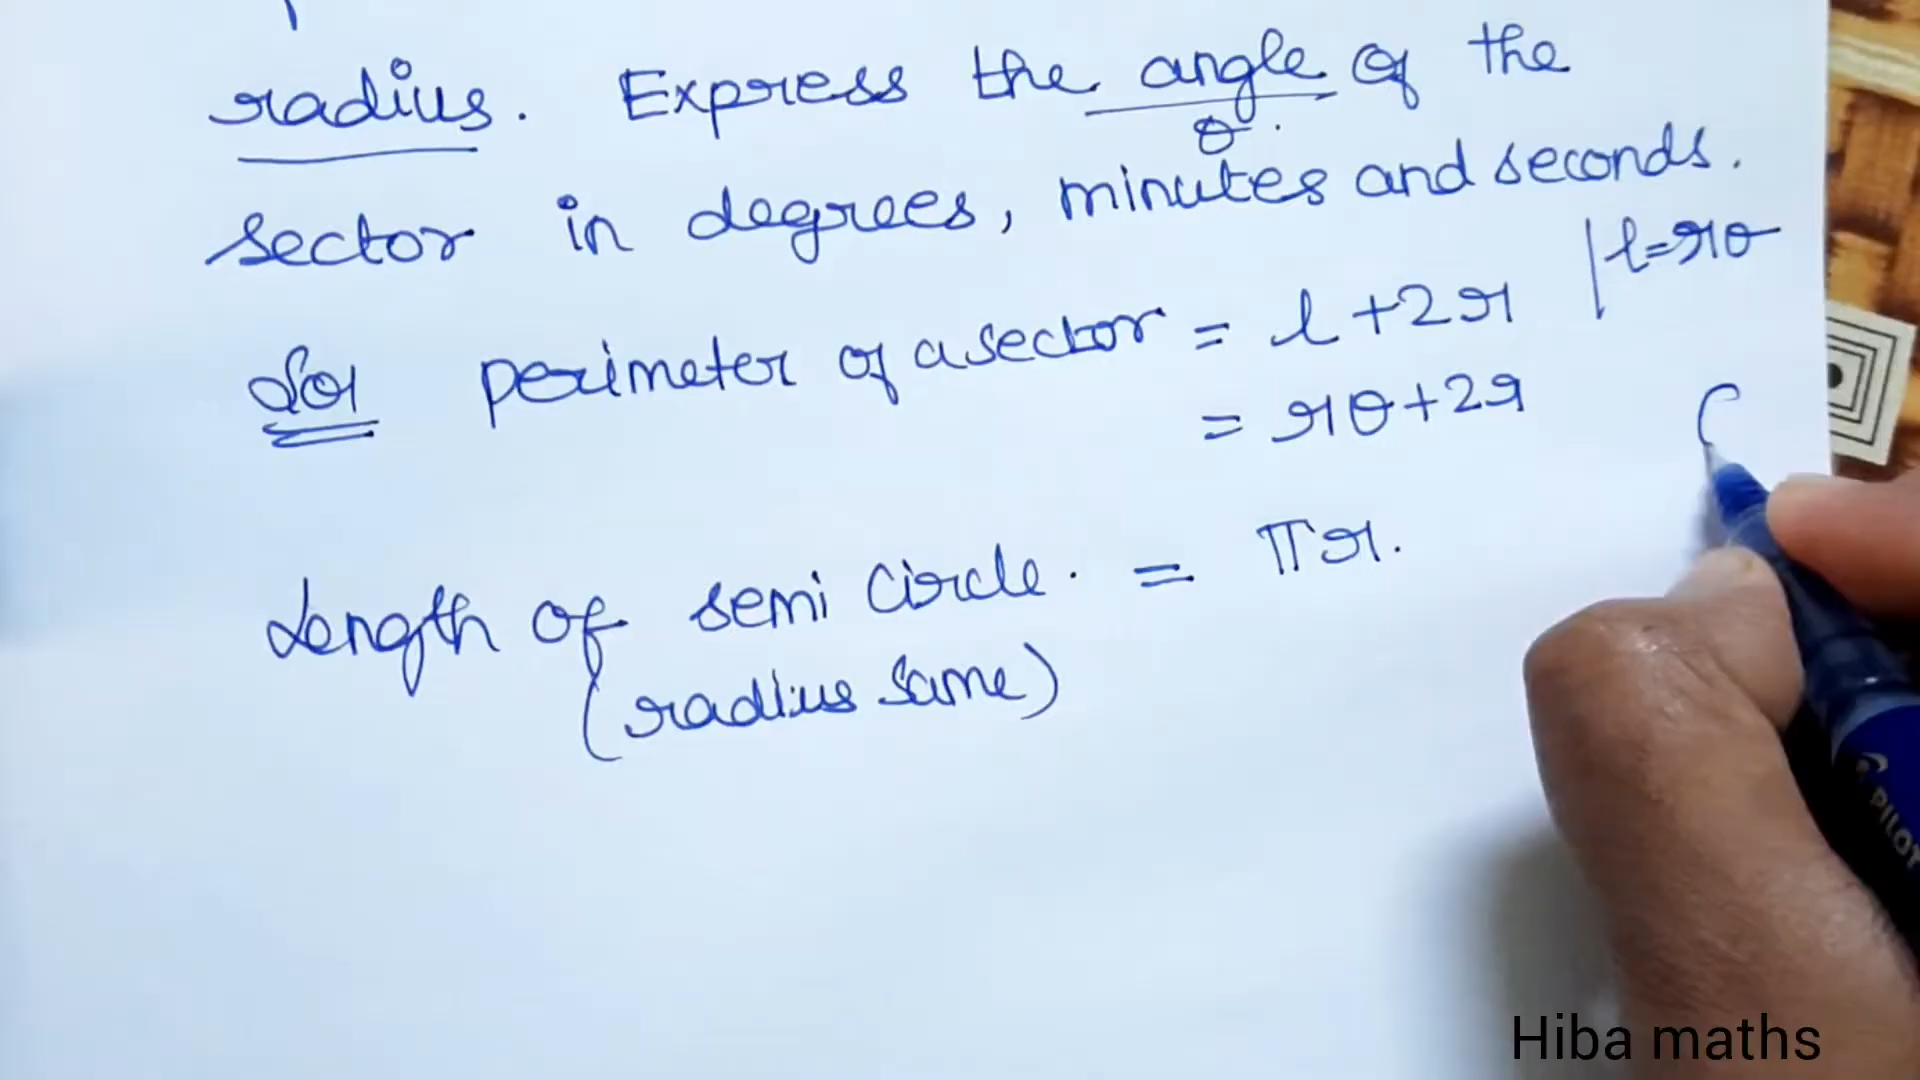 radius. Express the angle of the
θ.
sector in degrees, minutes and seconds.
l=rθ
Sol perimeter of a sector = l+2r
= rθ+2r
Length of semi circle. = πr.
(radius same)
PILOT
Hiba maths